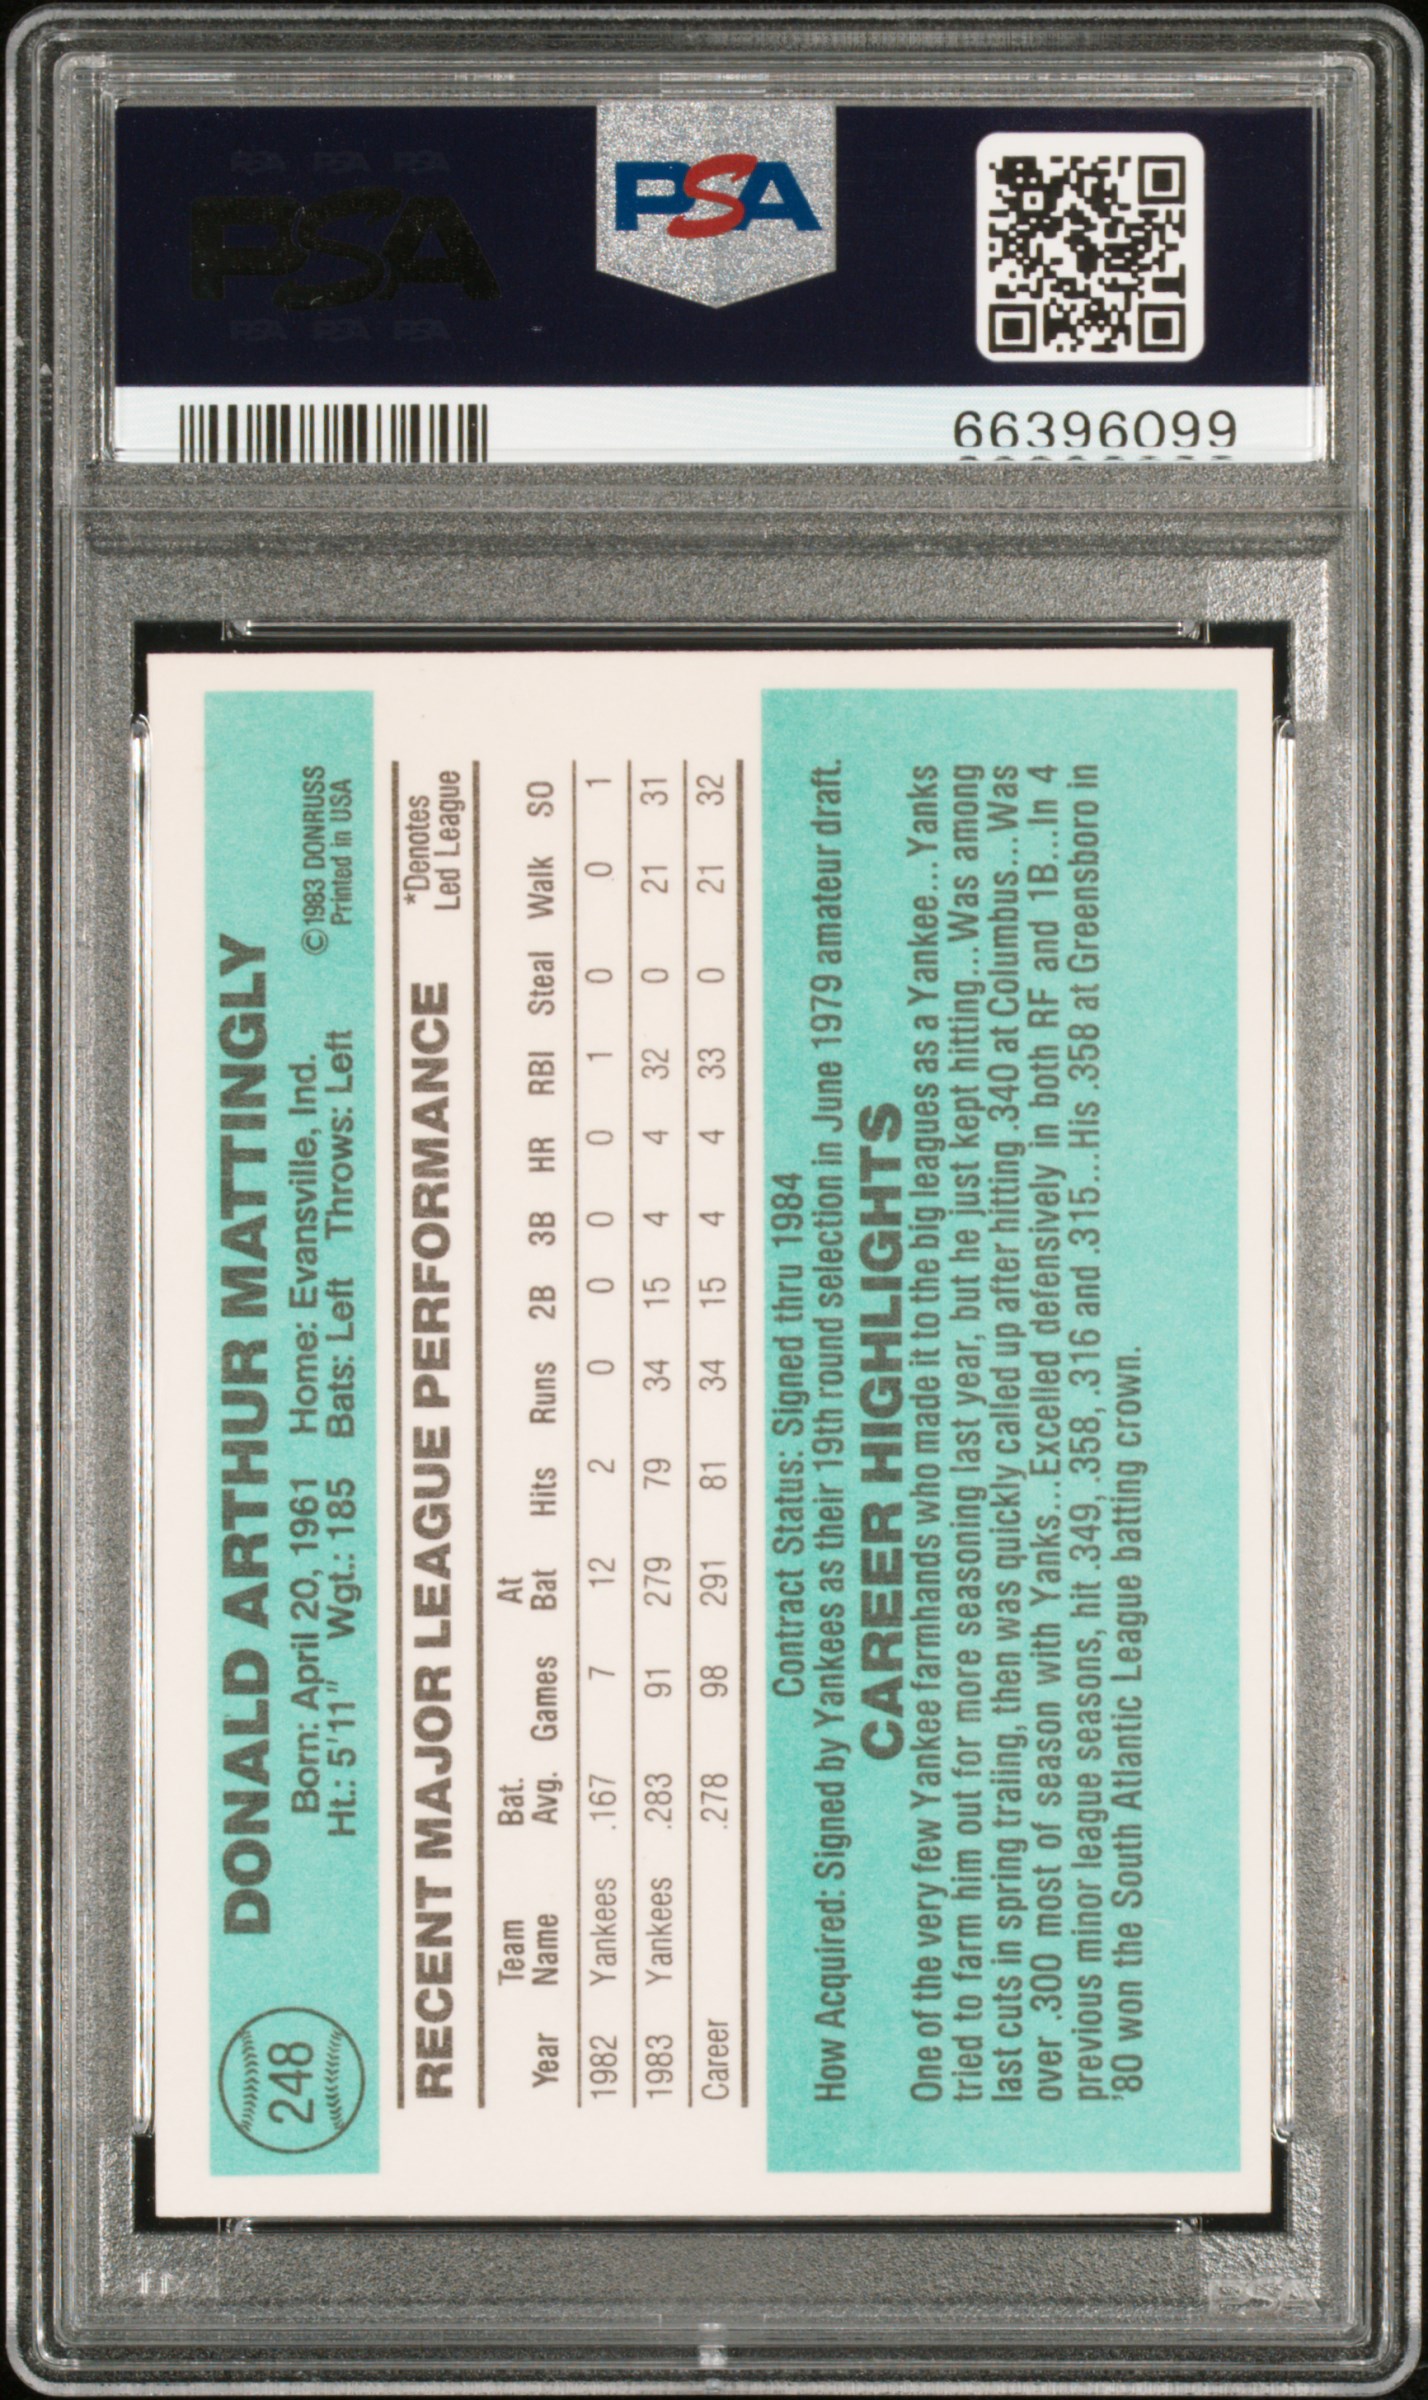 PSA PSA PSA
PSA
PSA PSA PSA
PSA
66396099
248
DONALD ARTHUR MATTINGLY
Born: April 20, 1961 Home: Evansville, Ind.
Ht.: 5'11" Wgt.: 185 Bats: Left Throws: Left
© 1983 DONRUSS
Printed in USA
RECENT MAJOR LEAGUE PERFORMANCE
*Denotes
Led League
Year Team Name Bat. Avg. Games At Bat Hits Runs 2B 3B HR RBI Steal Walk SO
1982 Yankees .167 7 12 2 0 0 0 0 1 0 0 1
1983 Yankees .283 91 279 79 34 15 4 4 32 0 21 31
Career .278 98 291 81 34 15 4 4 33 0 21 32
Contract Status: Signed thru 1984
How Acquired: Signed by Yankees as their 19th round selection in June 1979 amateur draft.
CAREER HIGHLIGHTS
One of the very few Yankee farmhands who made it to the big leagues as a Yankee...Yanks
tried to farm him out for more seasoning last year, but he just kept hitting...Was among
last cuts in spring traiing, then was quickly called up after hitting .340 at Columbus...Was
over .300 most of season with Yanks...Excelled defensively in both RF and 1B...In 4
previous minor league seasons, hit .349, .358, .316 and .315...His .358 at Greensboro in
'80 won the South Atlantic League batting crown.
PSA